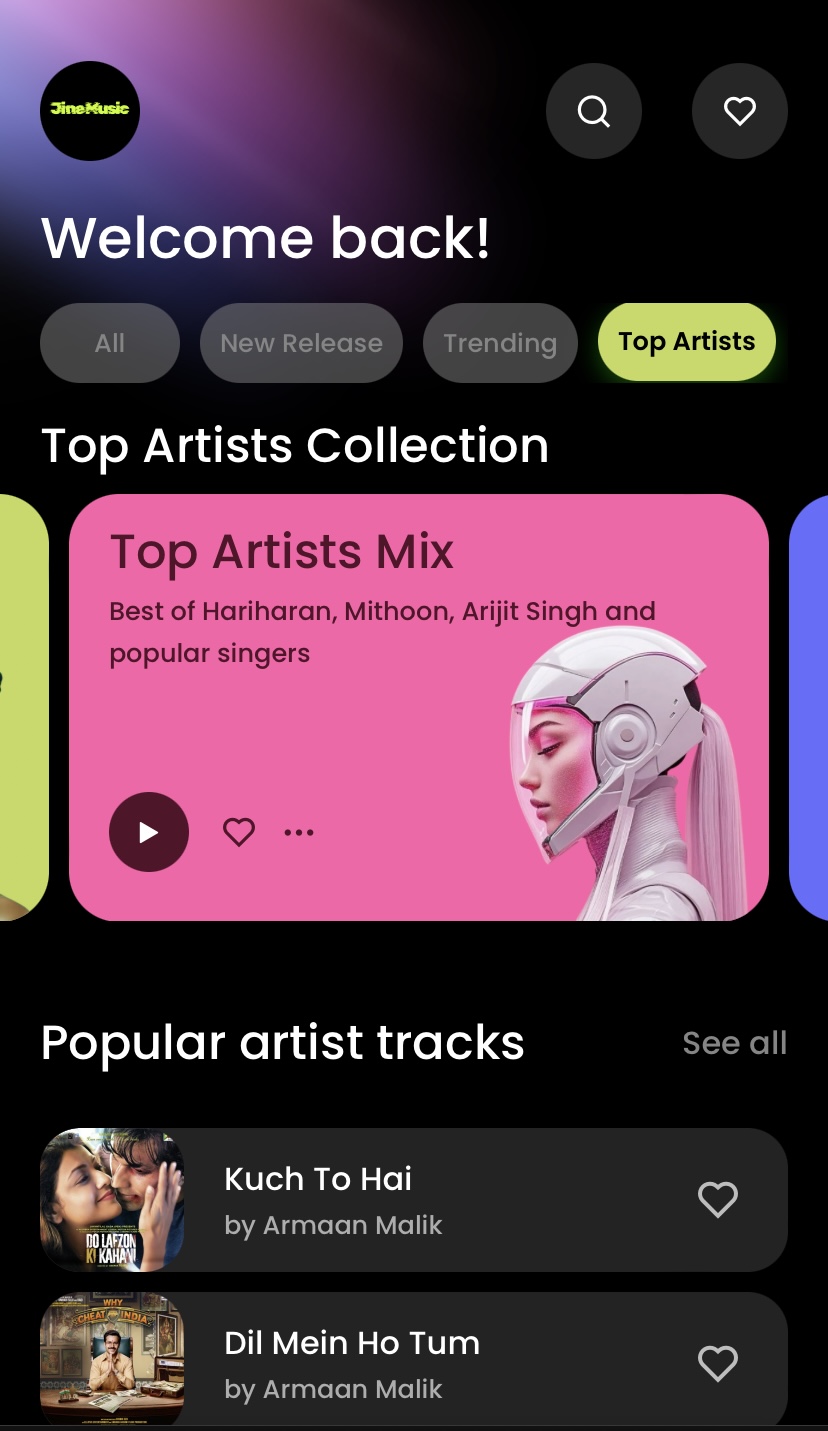 JineMusic
Welcome back!
All
New Release
Trending
Top Artists
Top Artists Collection
Top Artists Mix
Best of Hariharan, Mithoon, Arijit Singh and
popular singers
Popular artist tracks
See all
Kuch To Hai
by Armaan Malik
DO LAFZON
KI KAHANI
Dil Mein Ho Tum
by Armaan Malik
WHY
CHEAT INDIA